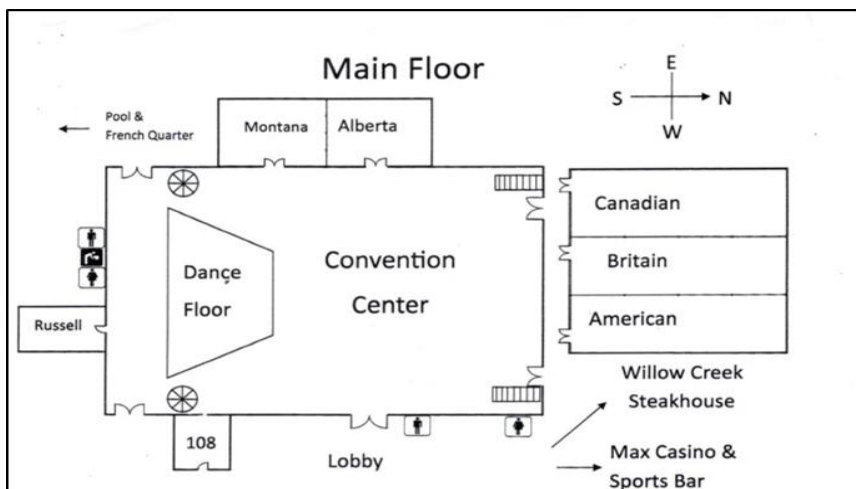 Main Floor
E
S
N
W
Pool &
French Quarter
Montana
Alberta
Canadian
Convention
Center
Dance
Floor
Britain
Russell
American
Willow Creek
Steakhouse
108
Lobby
Max Casino &
Sports Bar